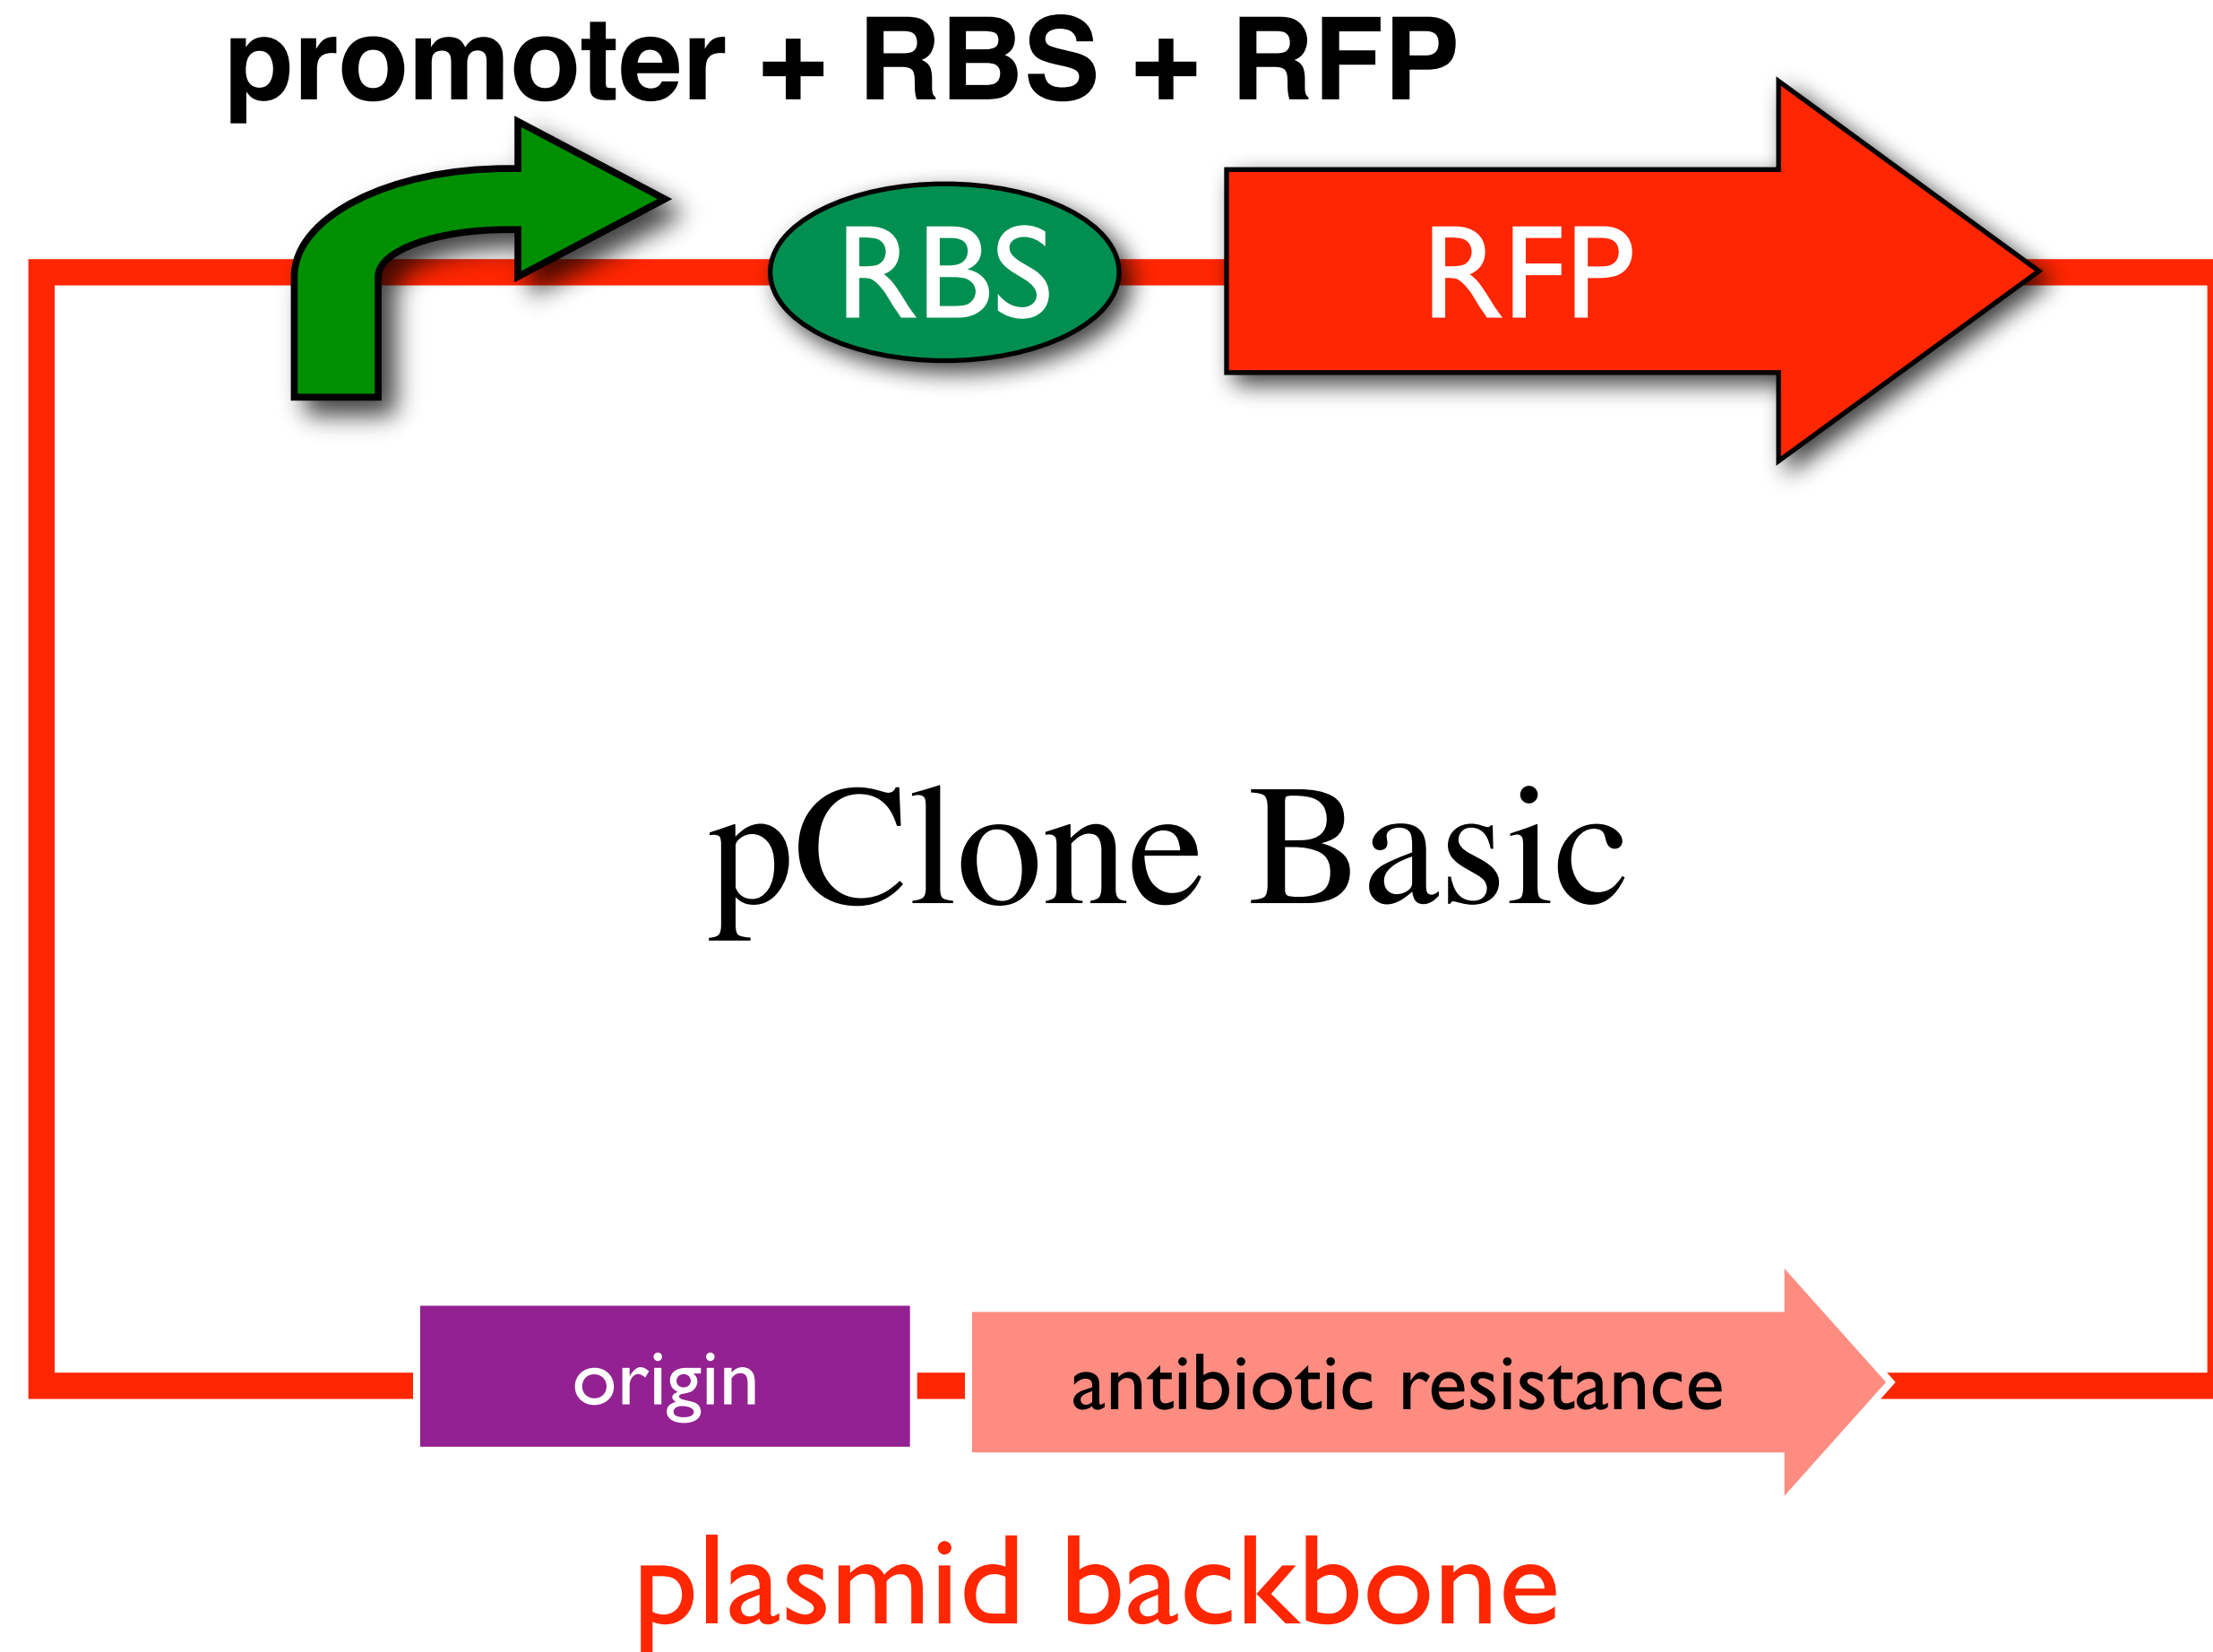 promoter + RBS + RFP
RBS
RFP
pClone Basic
origin
antibiotic resistance
plasmid backbone